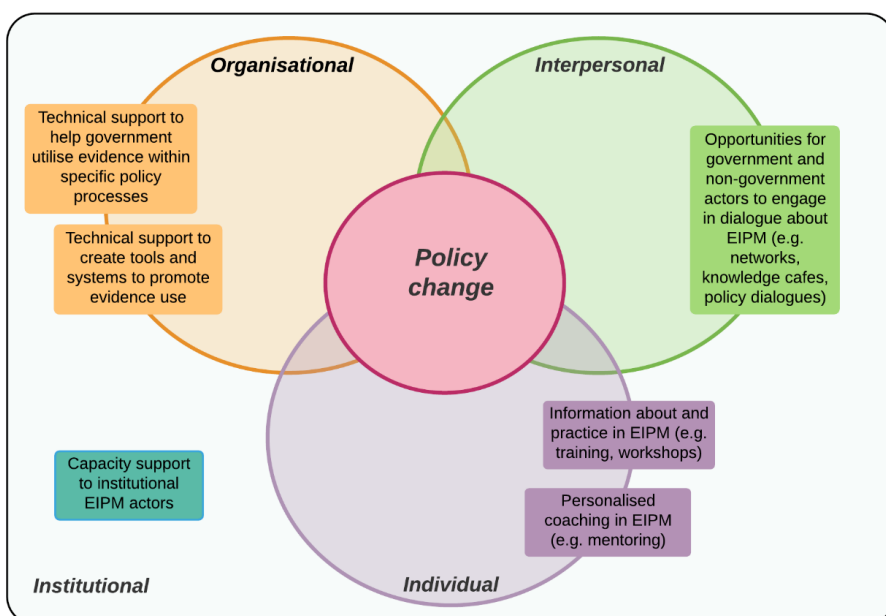 Organisational
Interpersonal
Technical support to
help government
utilise evidence within
specific policy
processes
Technical support to
create tools and
systems to promote
evidence use
Opportunities for
government and
non-government
actors to engage
in dialogue about
EIPM (e.g.
networks,
knowledge cafes,
policy dialogues)
Policy
change
Information about and
practice in EIPM (e.g.
training, workshops)
Personalised
coaching in EIPM
(e.g. mentoring)
Capacity support
to institutional
EIPM actors
Institutional
Individual